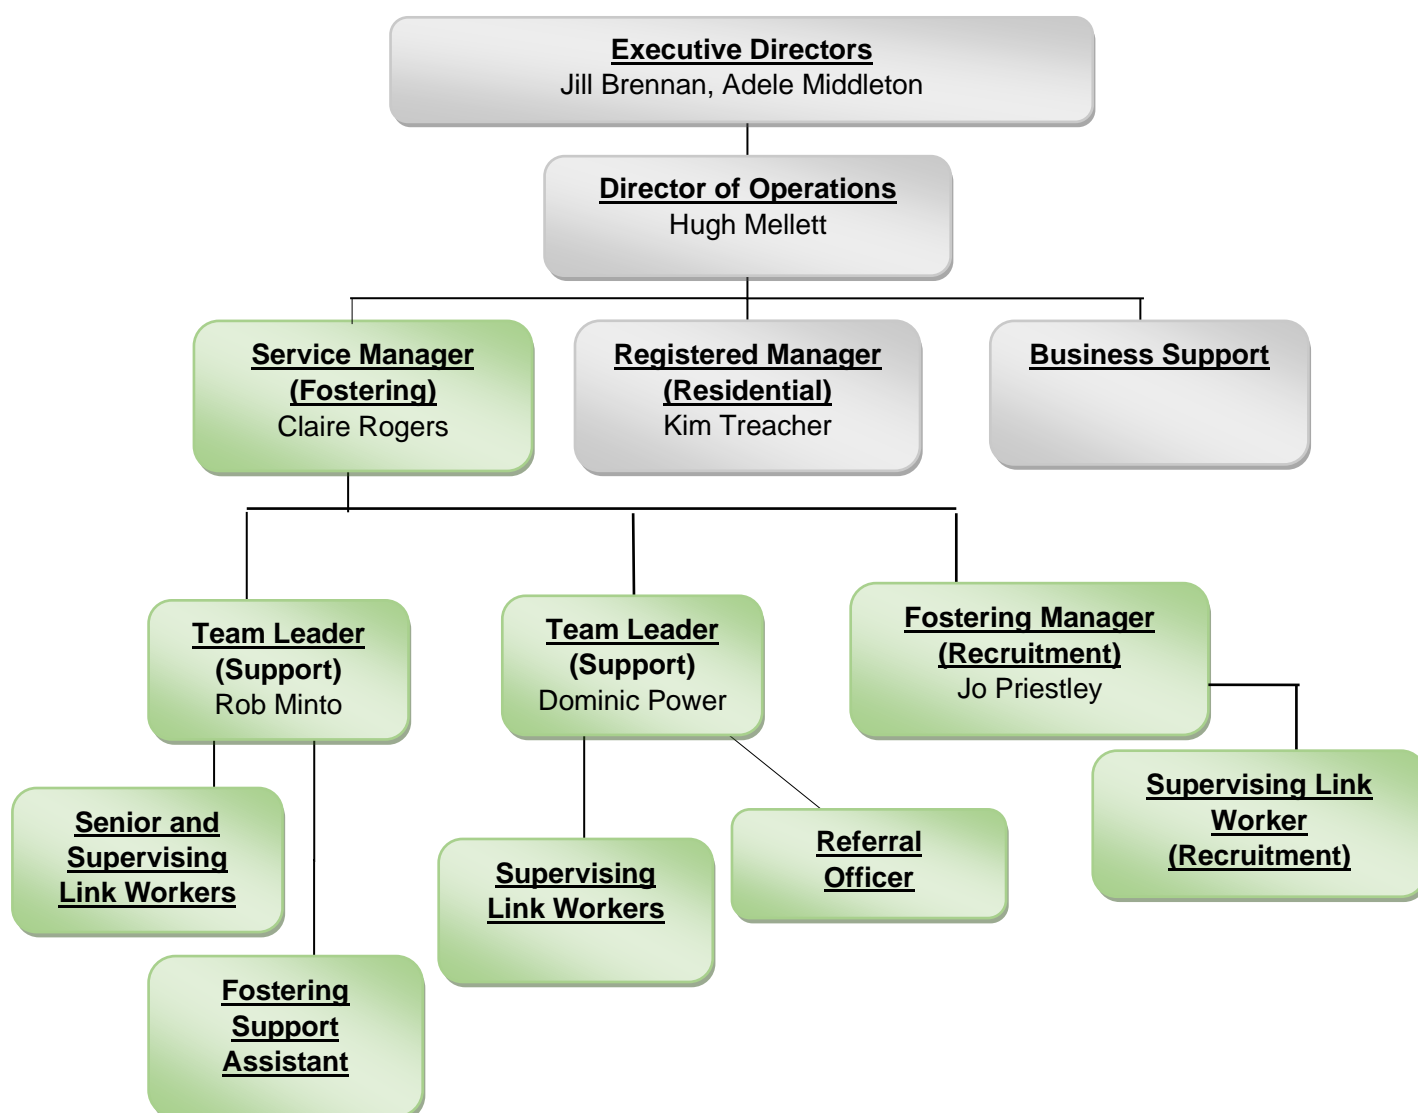 Executive Directors
Jill Brennan, Adele Middleton
Director of Operations
Hugh Mellett
Service Manager
(Fostering)
Claire Rogers
Registered Manager
(Residential)
Kim Treacher
Business Support
Team Leader
(Support)
Rob Minto
Team Leader
(Support)
Dominic Power
Fostering Manager
(Recruitment)
Jo Priestley
Senior and
Supervising
Link Workers
Supervising
Link Workers
Referral
Officer
Supervising Link
Worker
(Recruitment)
Fostering
Support
Assistant